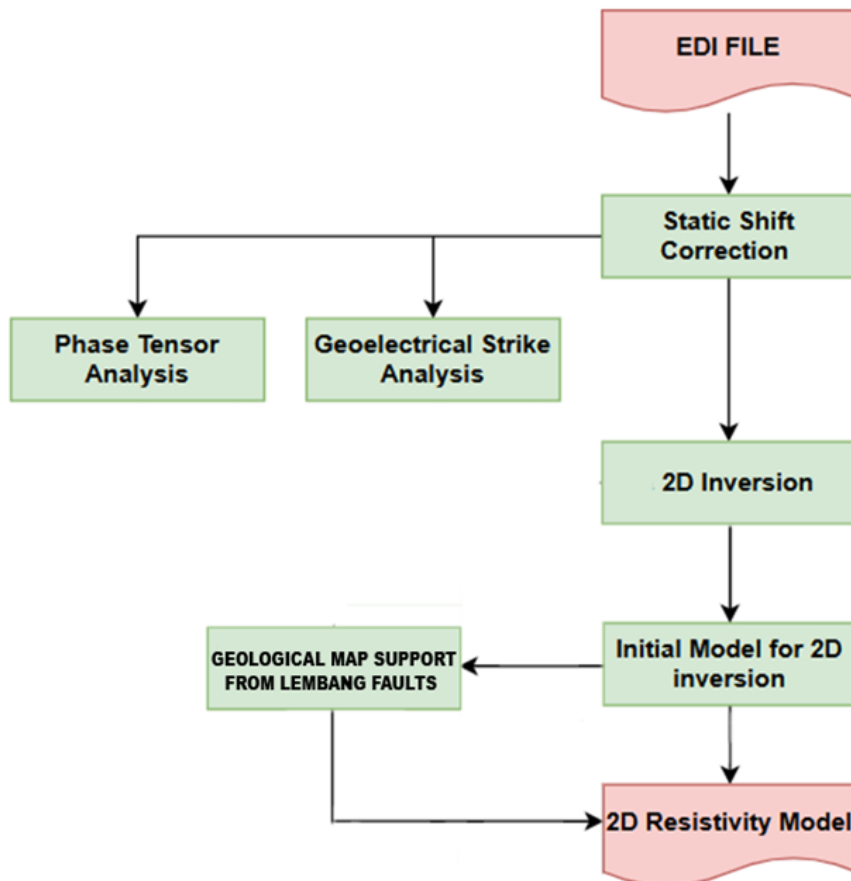 EDI FILE
Static Shift
Correction
Phase Tensor
Analysis
Geoelectrical Strike
Analysis
2D Inversion
Initial Model for 2D
inversion
GEOLOGICAL MAP SUPPORT
FROM LEMBANG FAULTS
2D Resistivity Model